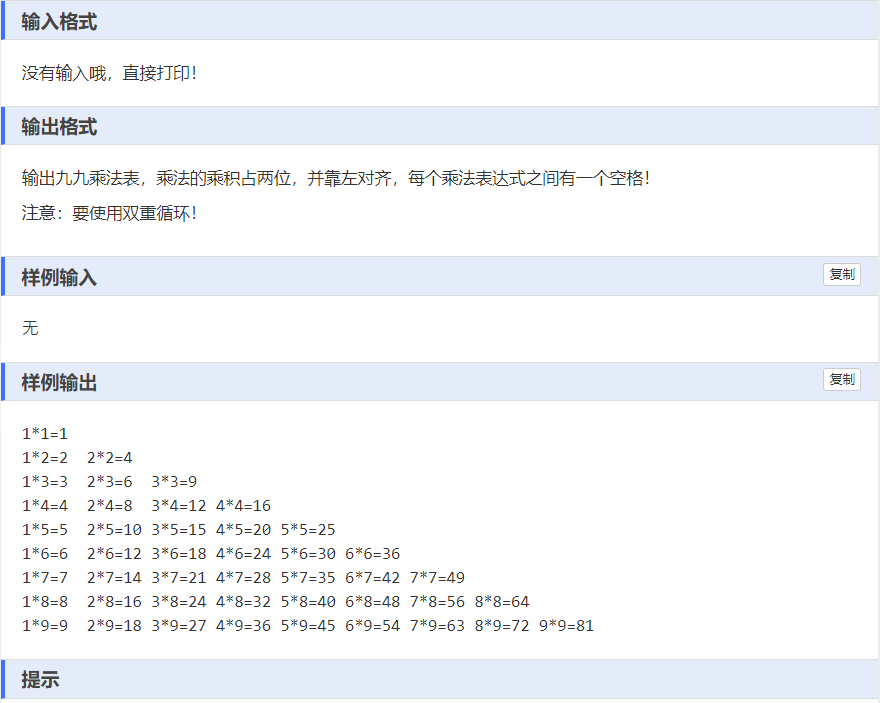 输入格式
没有输入哦，直接打印！
输出格式
输出九九乘法表，乘法的乘积占两位，并靠左对齐，每个乘法表达式之间有一个空格！
注意：要使用双重循环！
样例输入
复制
无
样例输出
复制
1*1=1
1*2=2  2*2=4
1*3=3  2*3=6  3*3=9
1*4=4  2*4=8  3*4=12 4*4=16
1*5=5  2*5=10 3*5=15 4*5=20 5*5=25
1*6=6  2*6=12 3*6=18 4*6=24 5*6=30 6*6=36
1*7=7  2*7=14 3*7=21 4*7=28 5*7=35 6*7=42 7*7=49
1*8=8  2*8=16 3*8=24 4*8=32 5*8=40 6*8=48 7*8=56 8*8=64
1*9=9  2*9=18 3*9=27 4*9=36 5*9=45 6*9=54 7*9=63 8*9=72 9*9=81
提示